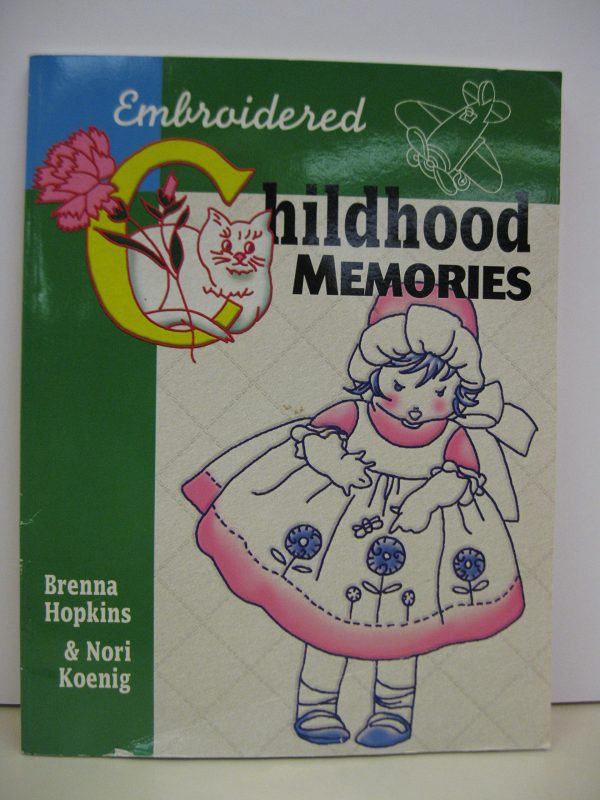 Embroidered
Childhood
MEMORIES
Brenna
Hopkins
& Nori
Koenig